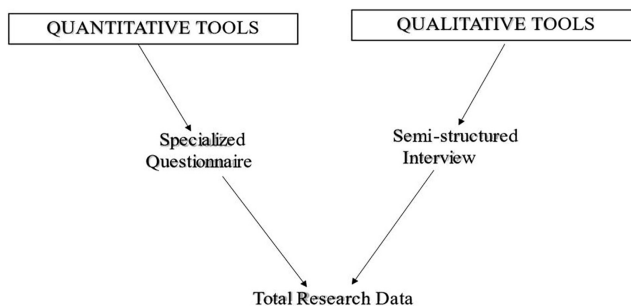 QUANTITATIVE TOOLS
QUALITATIVE TOOLS
Specialized
Questionnaire
Semi-structured
Interview
Total Research Data